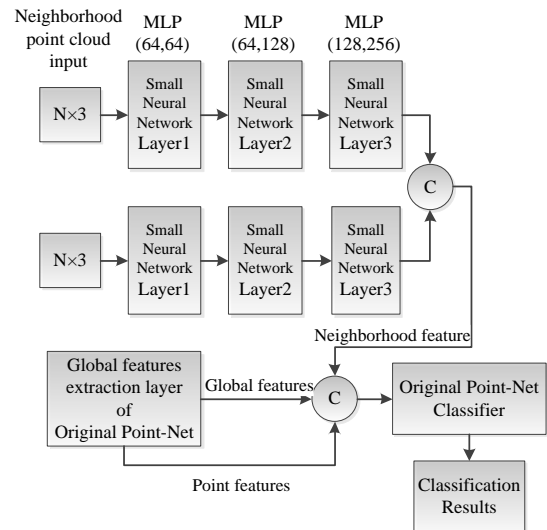 Neighborhood
point cloud
input
MLP
(64,64)
MLP
(64,128)
MLP
(128,256)
N×3
Small
Neural
Network
Layer1
Small
Neural
Network
Layer2
Small
Neural
Network
Layer3
C
N×3
Small
Neural
Network
Layer1
Small
Neural
Network
Layer2
Small
Neural
Network
Layer3
Neighborhood feature
Global features
extraction layer
of
Original Point-Net
Global features
C
Original Point-Net
Classifier
Point features
Classification
Results